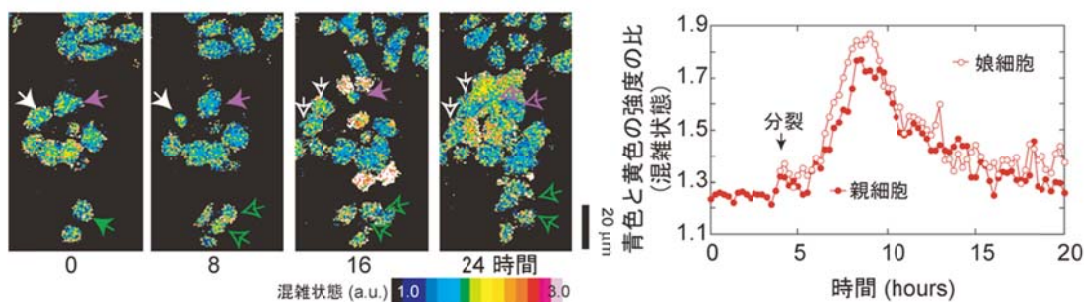 0
8
16
24 時間
20 µm
混雑状態 (a.u.) 1.0 3.0
青色と黄色の強度の比
(混雑状態)
1.9
1.7
1.5
1.3
1.1
娘細胞
分裂
親細胞
0
5
10
15
20
時間 (hours)